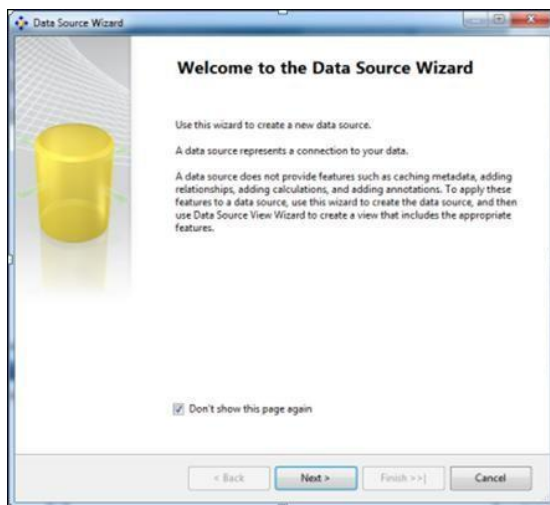 Data Source Wizard
Welcome to the Data Source Wizard
Use this wizard to create a new data source.
A data source represents a connection to your data.
A data source does not provide features such as caching metadata, adding
relationships, adding calculations, and adding annotations. To apply these
features to a data source, use this wizard to create the data source, and then
use Data Source View Wizard to create a view that includes the appropriate
features.
Don't show this page again
< Back Next > Finish >>| Cancel